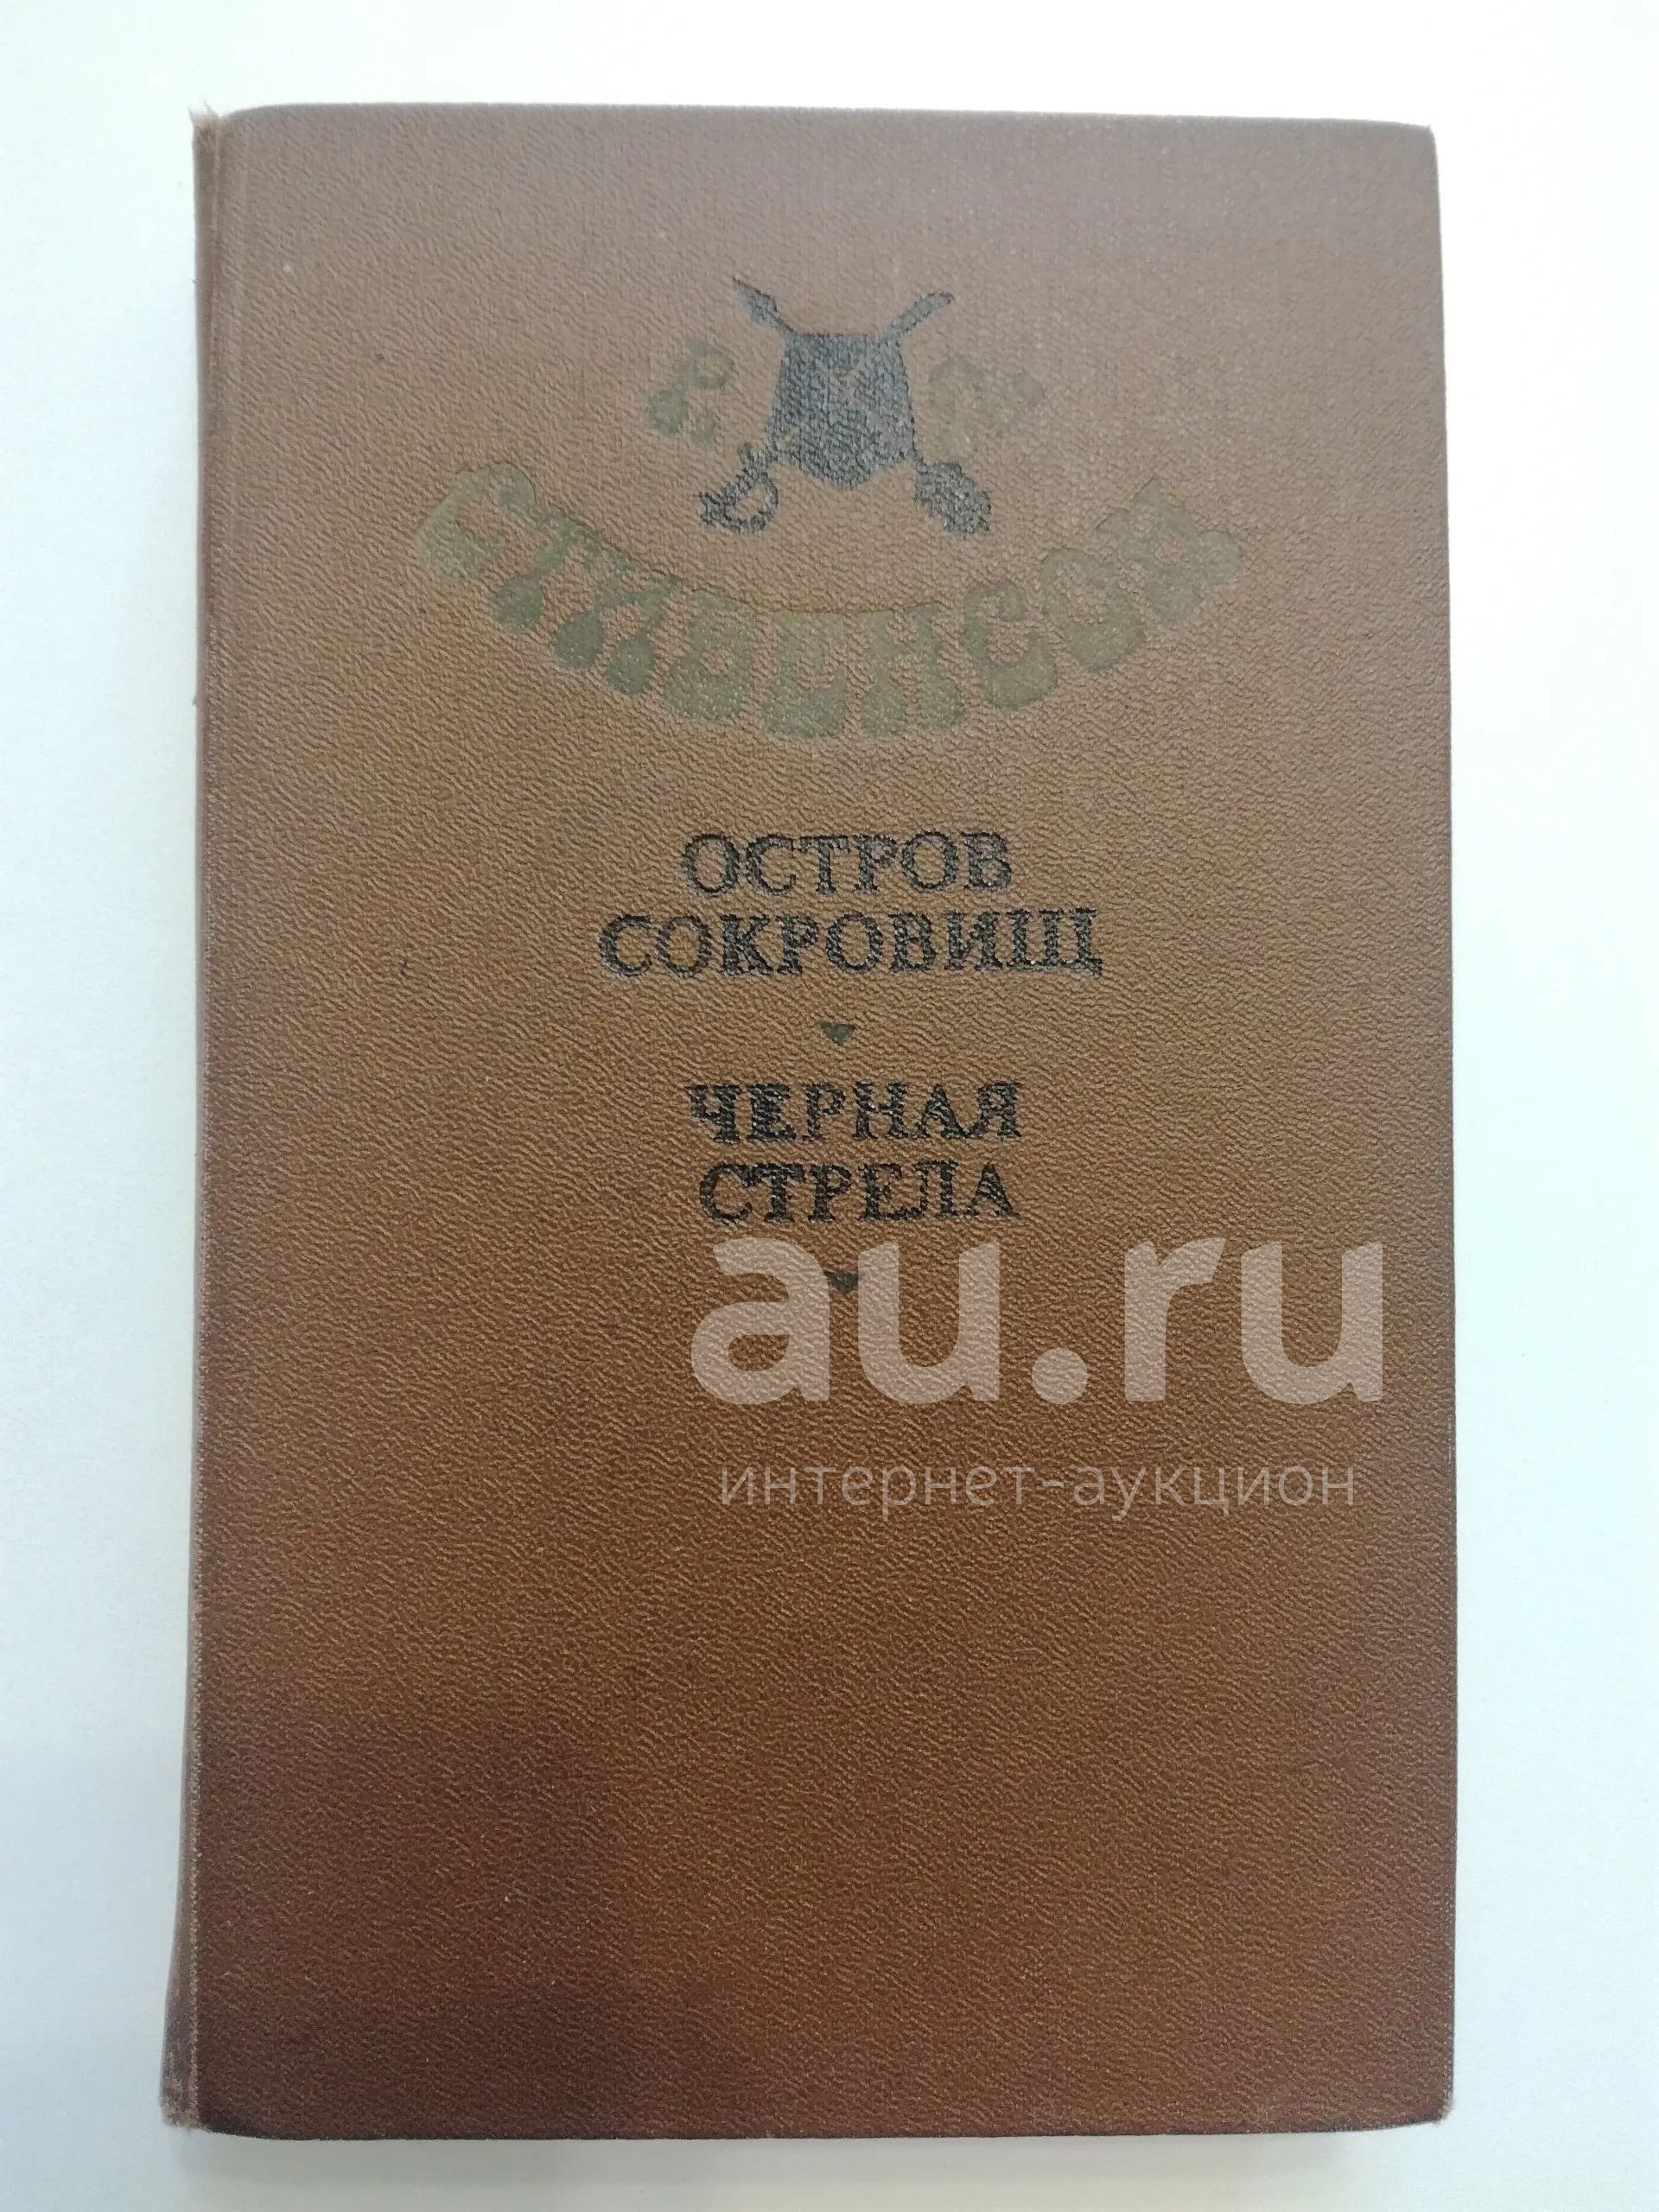 Р. Л.
СТИВЕНСОН
ОСТРОВ
СОКРОВИЩ
ЧЕРНАЯ
СТРЕЛА
au.ru
интернет-аукцион